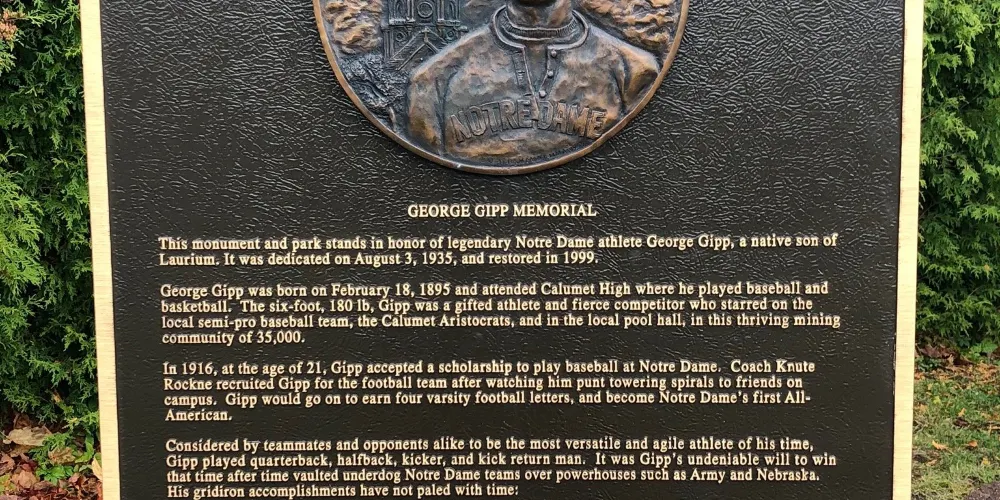 NOTRE DAME
GEORGE GIPP MEMORIAL
This monument and park stands in honor of legendary Notre Dame athlete George Gipp, a native son of
Laurium. It was dedicated on August 3, 1935, and restored in 1999.
George Gipp was born on February 18, 1895 and attended Calumet High where he played baseball and
basketball. The six-foot, 180 lb, Gipp was a gifted athlete and fierce competitor who starred on the
local semi-pro baseball team, the Calumet Aristocrats, and in the local pool hall, in this thriving mining
community of 35,000.
In 1916, at the age of 21, Gipp accepted a scholarship to play baseball at Notre Dame. Coach Knute
Rockne recruited Gipp for the football team after watching him punt towering spirals to friends on
campus. Gipp would go on to earn four varsity football letters, and become Notre Dame's first All-
American.
Considered by teammates and opponents alike to be the most versatile and agile athlete of his time,
Gipp played quarterback, halfback, kicker, and kick return man. It was Gipp's undeniable will to win
that time after time vaulted underdog Notre Dame teams over powerhouses such as Army and Nebraska.
His gridiron accomplishments have not paled with time: